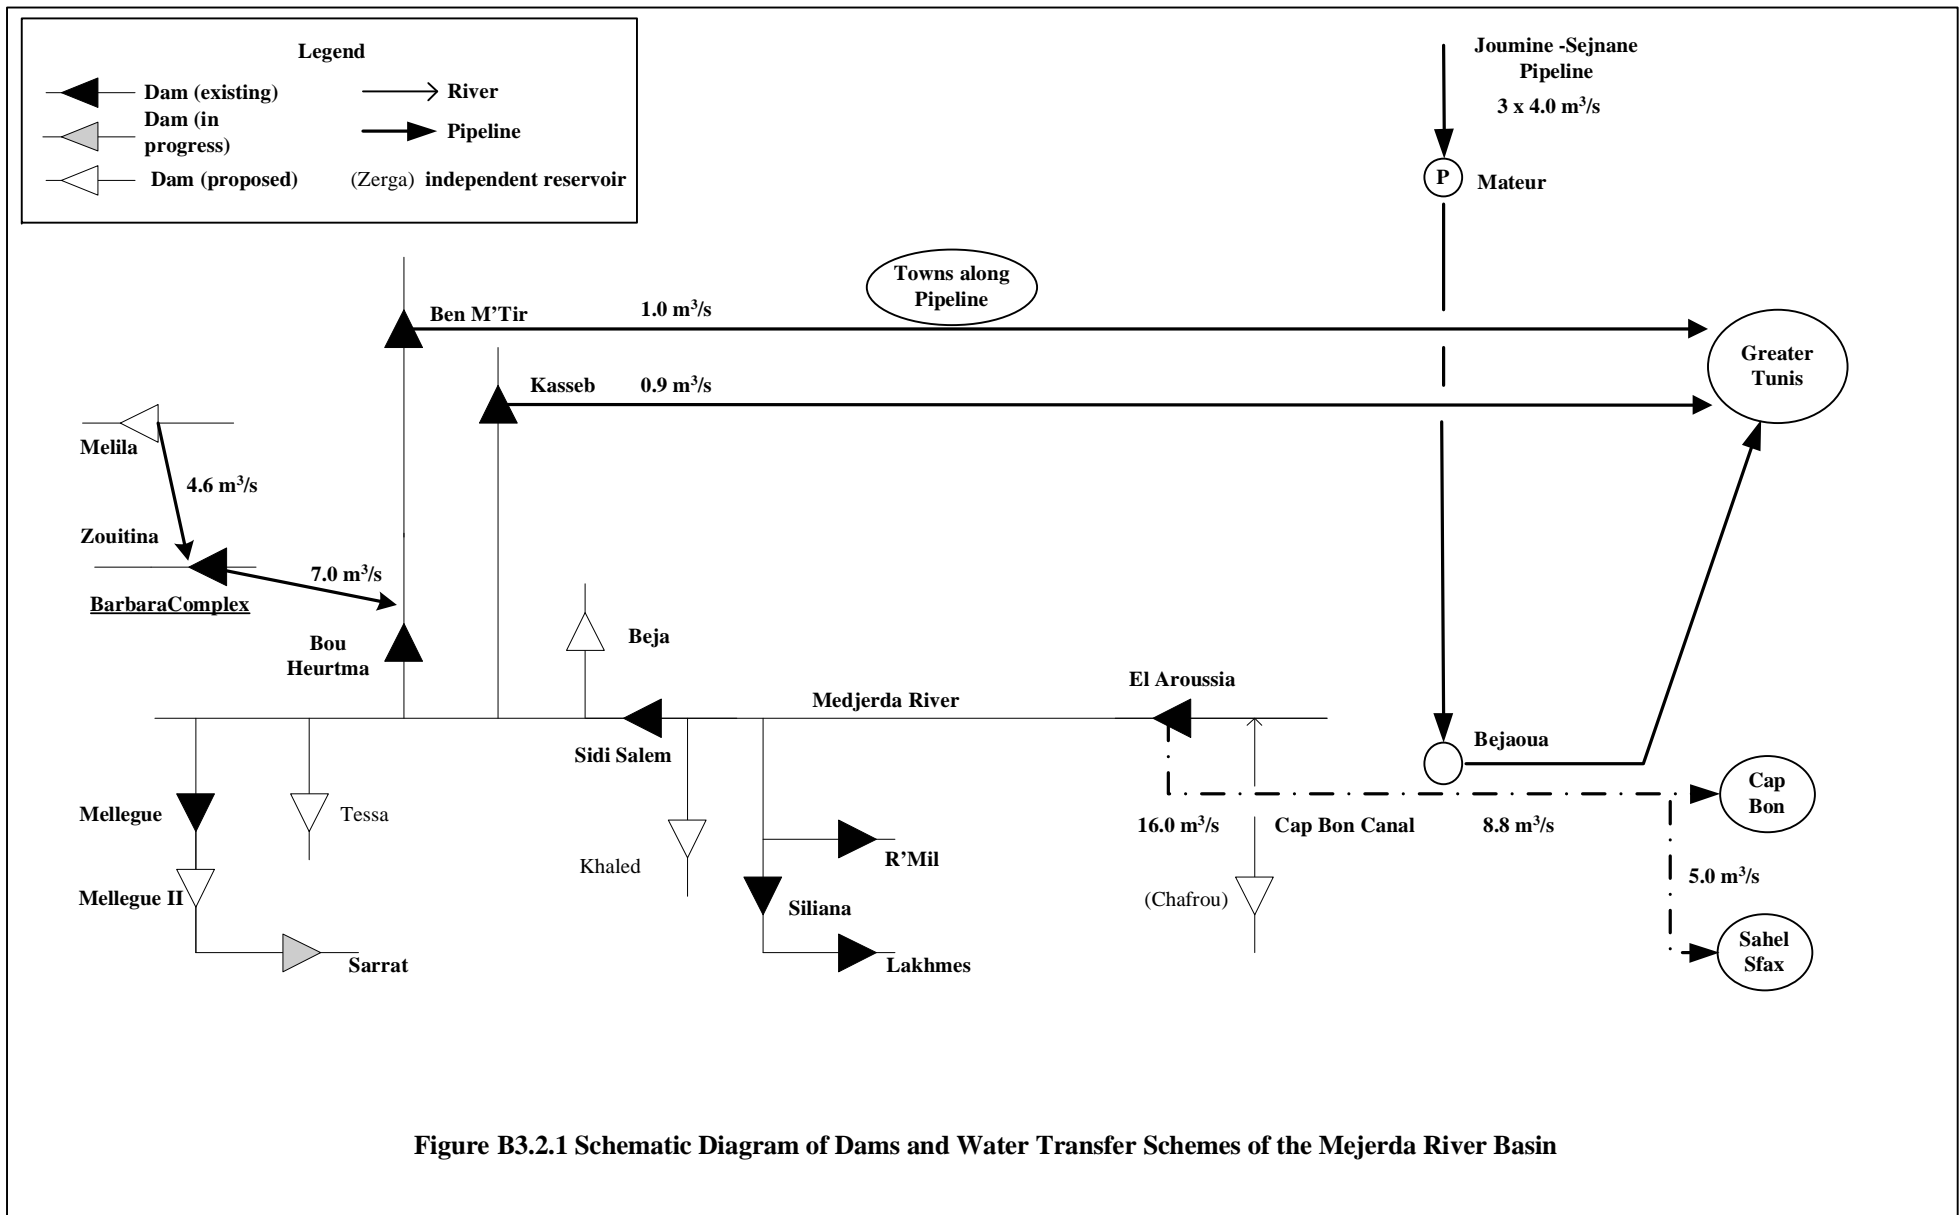 Legend
Dam (existing)
River
Dam (in
progress)
Pipeline
Dam (proposed)
(Zerga) independent reservoir
Joumine -Sejnane
Pipeline
3 x 4.0 m³/s
P
Mateur
Towns along
Pipeline
Ben M’Tir
1.0 m³/s
Greater
Tunis
Kasseb
0.9 m³/s
Melila
4.6 m³/s
Zouitina
7.0 m³/s
BarbaraComplex
Bou
Heurtma
Beja
El Aroussia
Medjerda River
Sidi Salem
Bejaoua
Cap
Bon
Mellegue
Tessa
16.0 m³/s
Cap Bon Canal
8.8 m³/s
Khaled
R’Mil
5.0 m³/s
Mellegue II
Siliana
(Chafrou)
Sahel
Sfax
Sarrat
Lakhmes
Figure B3.2.1 Schematic Diagram of Dams and Water Transfer Schemes of the Mejerda River Basin